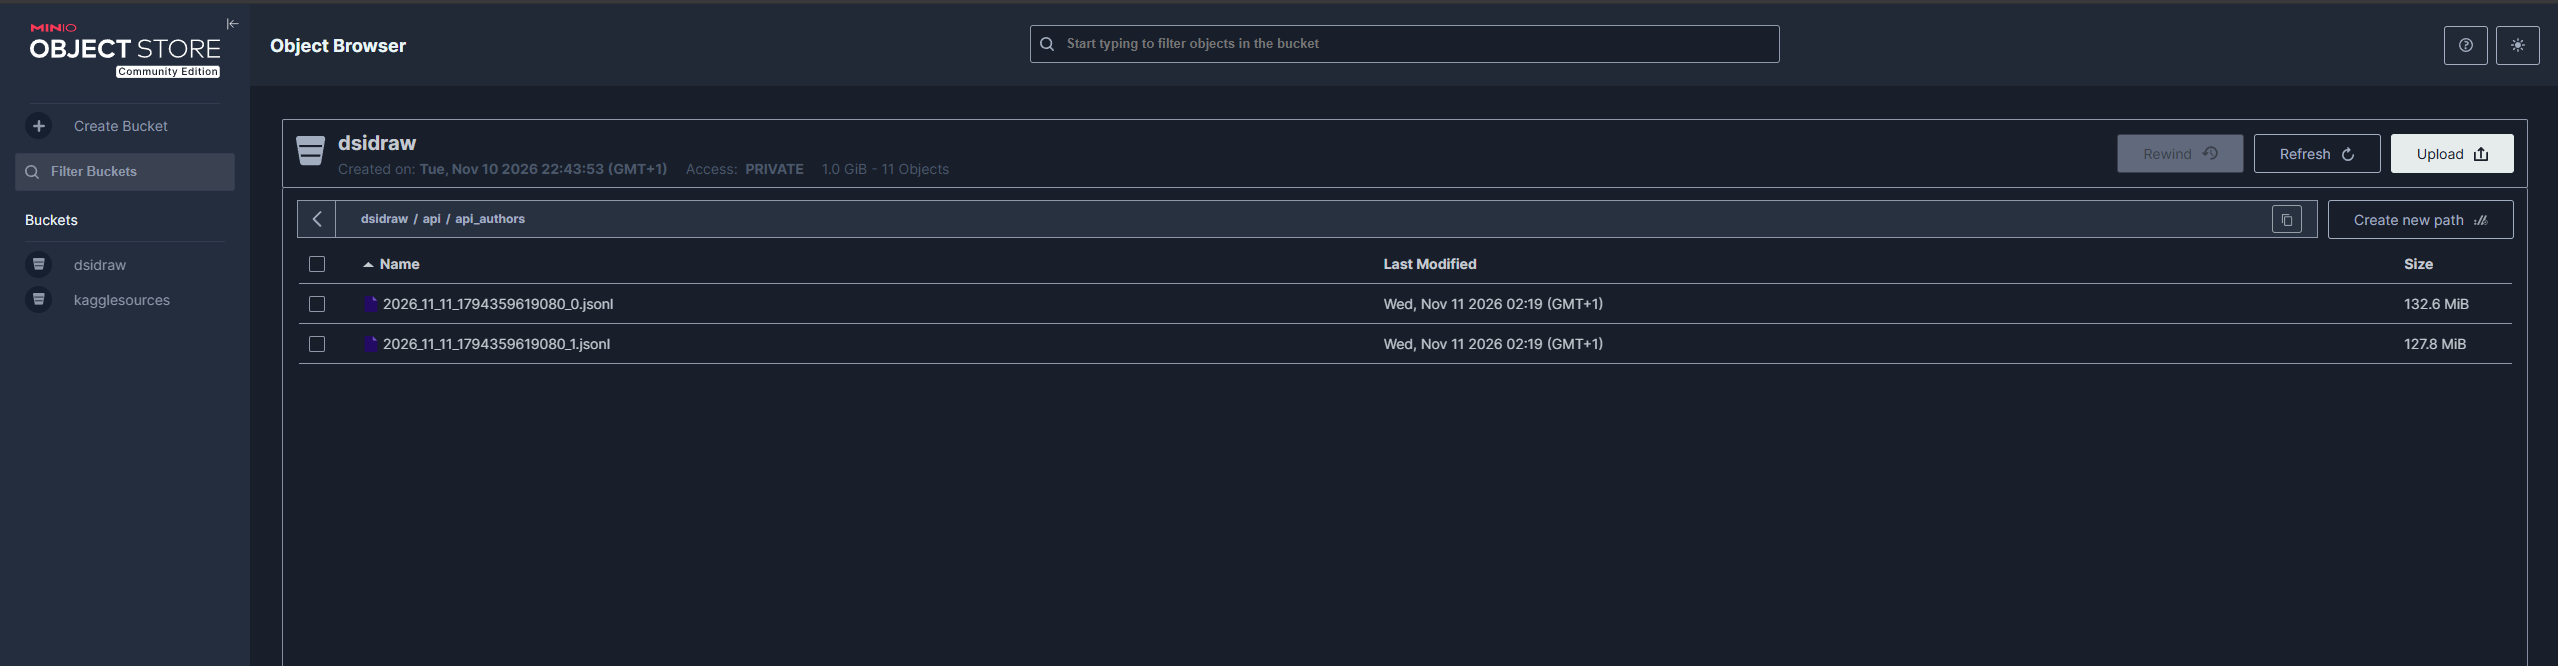 MINIO
OBJECT STORE
Community Edition
Create Bucket
Filter Buckets
Buckets
dsidraw
kagglesources
Object Browser
Start typing to filter objects in the bucket
dsidraw
Created on: Tue, Nov 10 2026 22:43:53 (GMT+1) Access: PRIVATE 1.0 GiB - 11 Objects
Rewind Refresh Upload
dsidraw / api / api_authors
Create new path
Name Last Modified Size
2026_11_11_1794359619080_0.jsonl Wed, Nov 11 2026 02:19 (GMT+1) 132.6 MiB
2026_11_11_1794359619080_1.jsonl Wed, Nov 11 2026 02:19 (GMT+1) 127.8 MiB